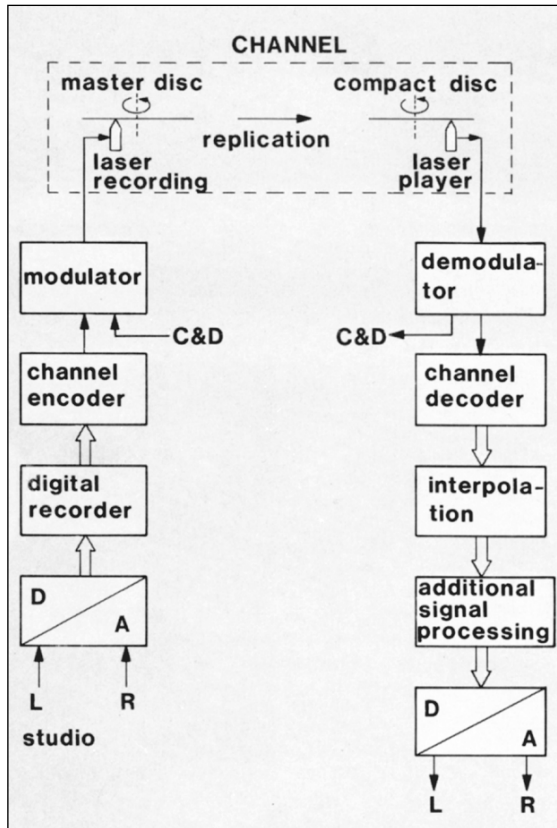 CHANNEL
master disc
compact disc
replication
laser
recording
laser
player
modulator
C&D
channel
encoder
digital
recorder
D
A
L
R
studio
demodula-
tor
C&D
channel
decoder
interpola-
tion
additional
signal
processing
D
A
L
R